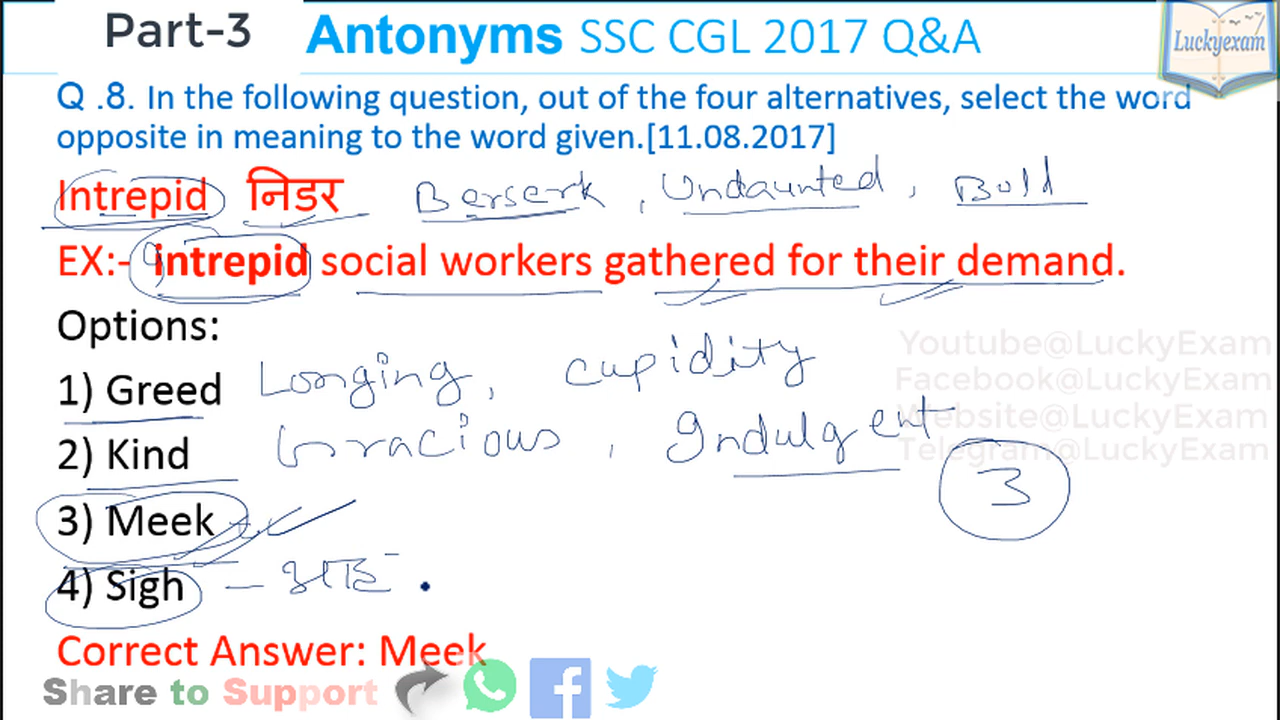 Part-3 Antonyms SSC CGL 2017 Q&A
Luckyexam
Q .8. In the following question, out of the four alternatives, select the word
opposite in meaning to the word given.[11.08.2017]
Intrepid निडर Berserk, Undaunted, Bold
EX:- intrepid social workers gathered for their demand.
Options:
Youtube@LuckyExam
1) Greed Longing, cupidity
Facebook@LuckyExam
Website@LuckyExam
2) Kind Gracious, Indulgent
Telegram@LuckyExam
3
3) Meek
4) Sigh - आह
Correct Answer: Meek
Share to Support